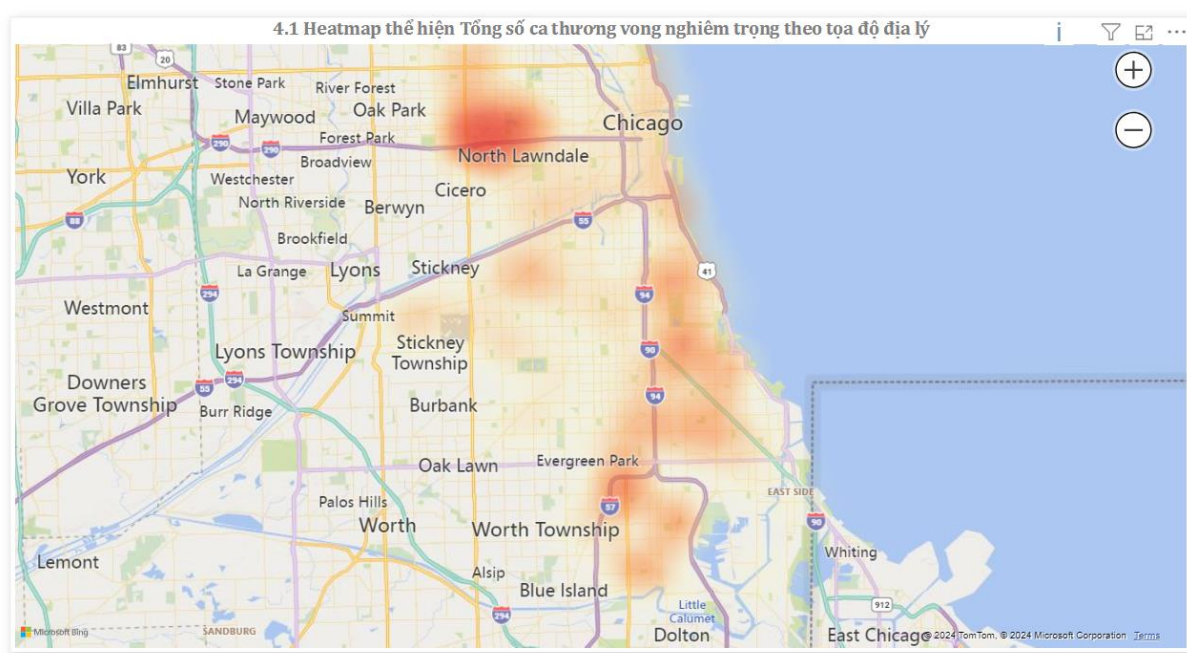 4.1 Heatmap thể hiện Tổng số ca thương vong nghiêm trọng theo tọa độ địa lý
83
20
Elmhurst
Stone Park
River Forest
Villa Park
Maywood
Oak Park
Chicago
290
290
Forest Park
Broadview
North Lawndale
York
Westchester
Cicero
North Riverside
Berwyn
88
55
Brookfield
La Grange
Lyons
Stickney
41
294
94
Westmont
Summit
Stickney
Township
Lyons Township
90
Downers
Grove Township
55
294
94
Burr Ridge
Burbank
Oak Lawn
Evergreen Park
EAST SIDE
Palos Hills
57
Worth
Worth Township
90
Whiting
Lemont
Alsip
Blue Island
294
Little
Calumet
912
Microsoft Bing
SANDBURG
Dolton
East Chicago
© 2024 TomTom, © 2024 Microsoft Corporation
Terms